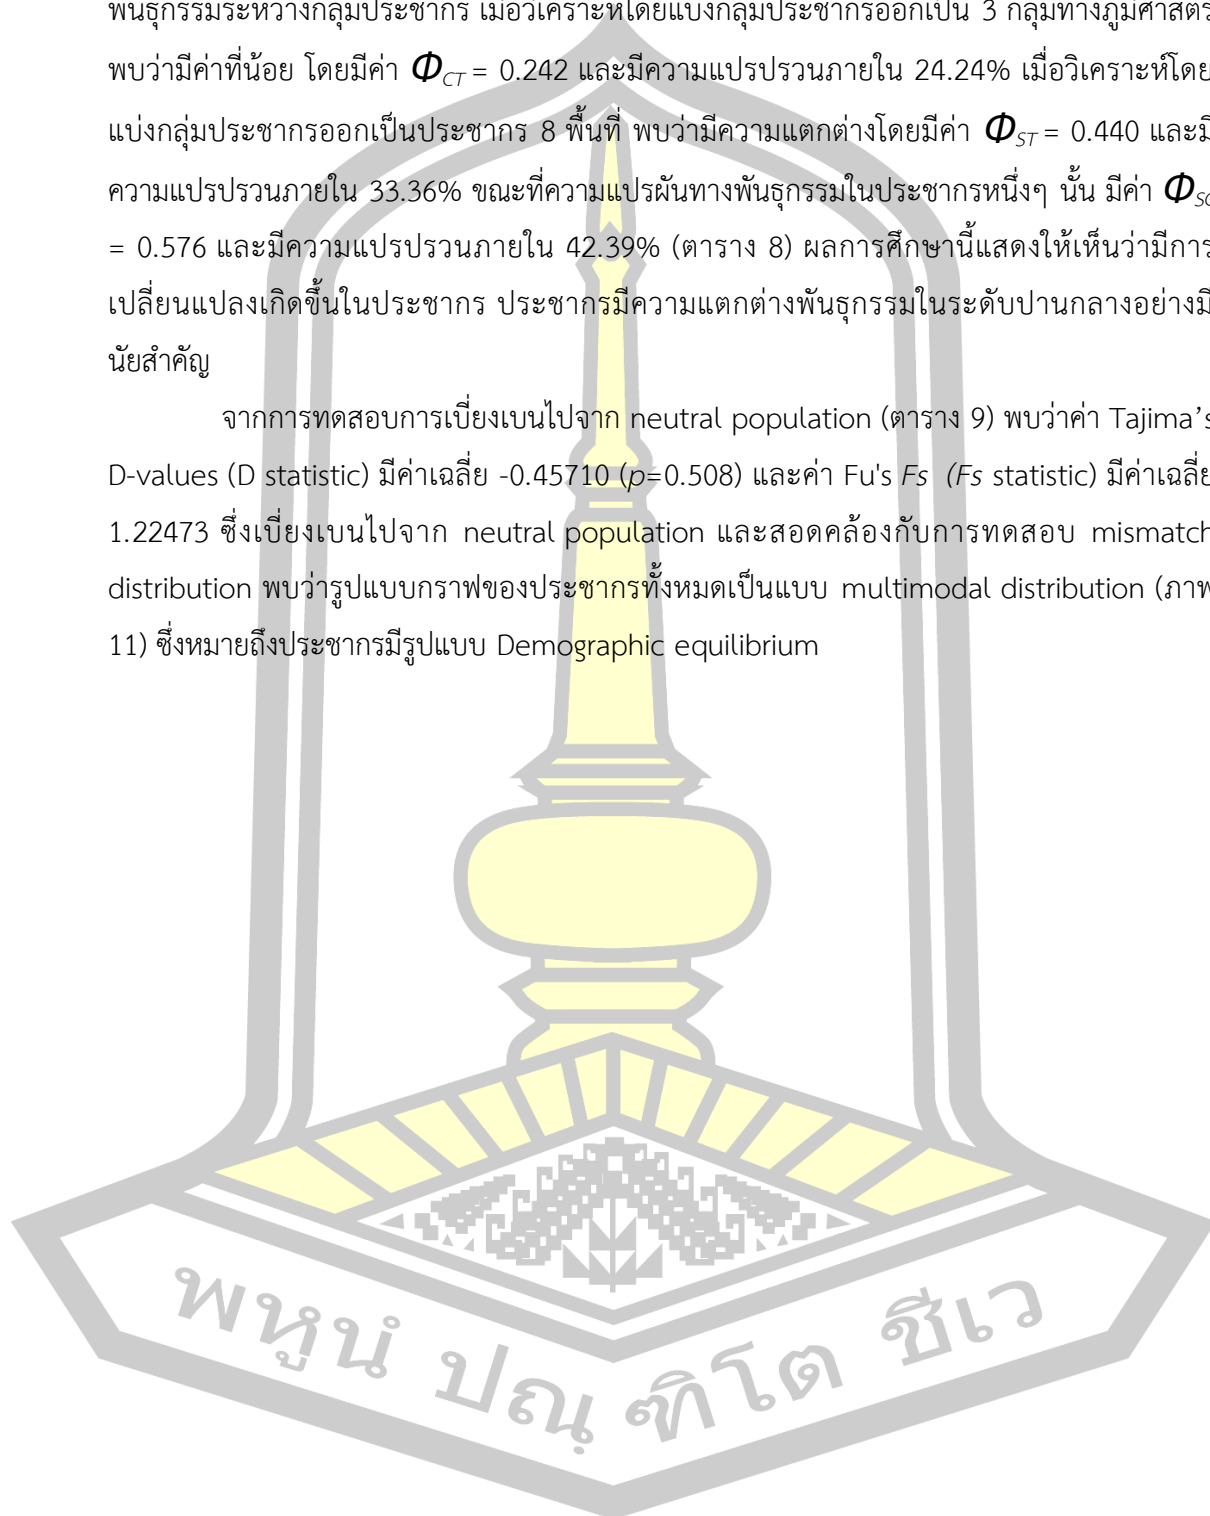 พันธุกรรมระหว่างกลุ่มประชากร เมื่อวิเคราะห์โดยแบ่งกลุ่มประชากรออกเป็น 3 กลุ่มทางภูมิศาสตร
พบว่ามีค่าที่น้อย โดยมีค่า Φ_CT = 0.242 และมีความแปรปรวนภายใน 24.24% เมื่อวิเคราะห์โดย
แบ่งกลุ่มประชากรออกเป็นประชากร 8 พื้นที่ พบว่ามีความแตกต่างโดยมีค่า Φ_ST = 0.440 และมี
ความแปรปรวนภายใน 33.36% ขณะที่ความแปรผันทางพันธุกรรมในประชากรหนึ่งๆ นั้น มีค่า Φ_SC
= 0.576 และมีความแปรปรวนภายใน 42.39% (ตาราง 8) ผลการศึกษานี้แสดงให้เห็นว่ามีการ
เปลี่ยนแปลงเกิดขึ้นในประชากร ประชากรมีความแตกต่างพันธุกรรมในระดับปานกลางอย่างมี
นัยสำคัญ
จากการทดสอบการเบี่ยงเบนไปจาก neutral population (ตาราง 9) พบว่าค่า Tajima's
D-values (D statistic) มีค่าเฉลี่ย -0.45710 (p=0.508) และค่า Fu's Fs (Fs statistic) มีค่าเฉลี่ย
1.22473 ซึ่งเบี่ยงเบนไปจาก neutral population และสอดคล้องกับการทดสอบ mismatch
distribution พบว่ารูปแบบกราฟของประชากรทั้งหมดเป็นแบบ multimodal distribution (ภาพ
11) ซึ่งหมายถึงประชากรมีรูปแบบ Demographic equilibrium
พหูนํ ปณฺฑิโต ชีเว